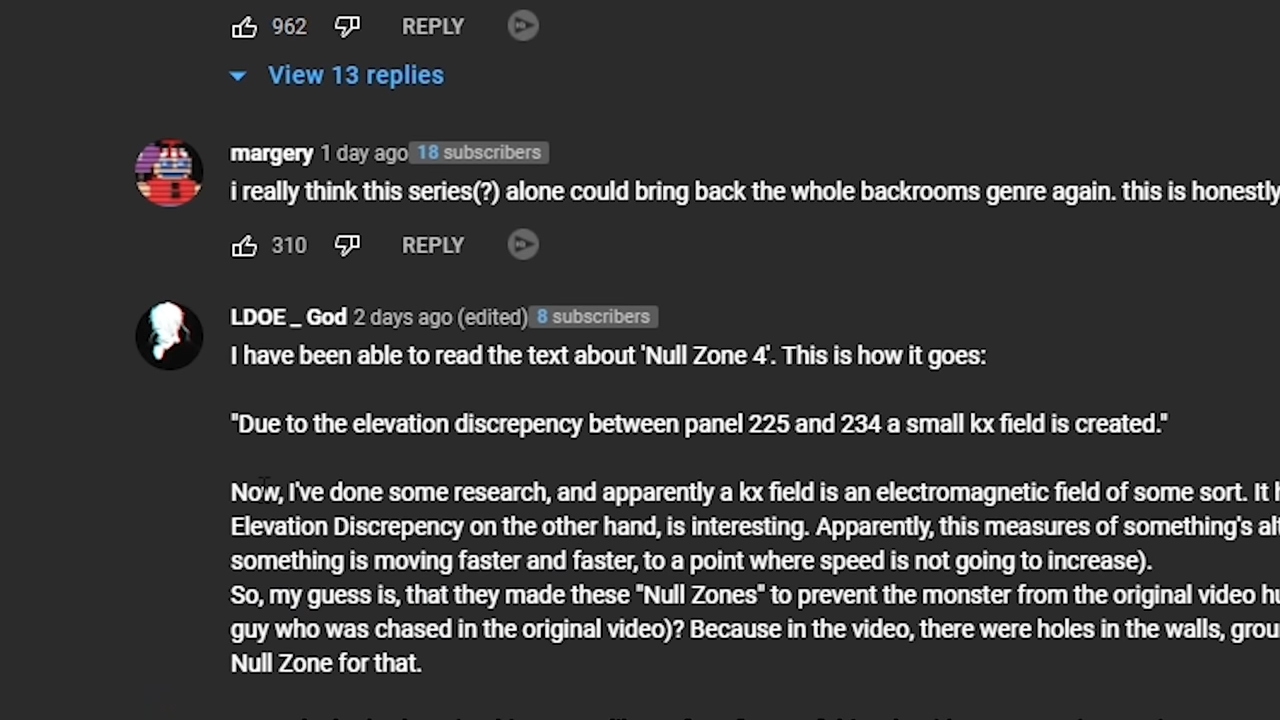 962 REPLY
View 13 replies
margery 1 day ago 18 subscribers
i really think this series(?) alone could bring back the whole backrooms genre again. this is honestly
310 REPLY
LDOE _ God 2 days ago (edited) 8 subscribers
I have been able to read the text about 'Null Zone 4'. This is how it goes:
"Due to the elevation discrepency between panel 225 and 234 a small kx field is created."
Now, I've done some research, and apparently a kx field is an electromagnetic field of some sort. It
Elevation Discrepency on the other hand, is interesting. Apparently, this measures of something's
something is moving faster and faster, to a point where speed is not going to increase).
So, my guess is, that they made these "Null Zones" to prevent the monster from the original video
guy who was chased in the original video)? Because in the video, there were holes in the walls,
Null Zone for that.